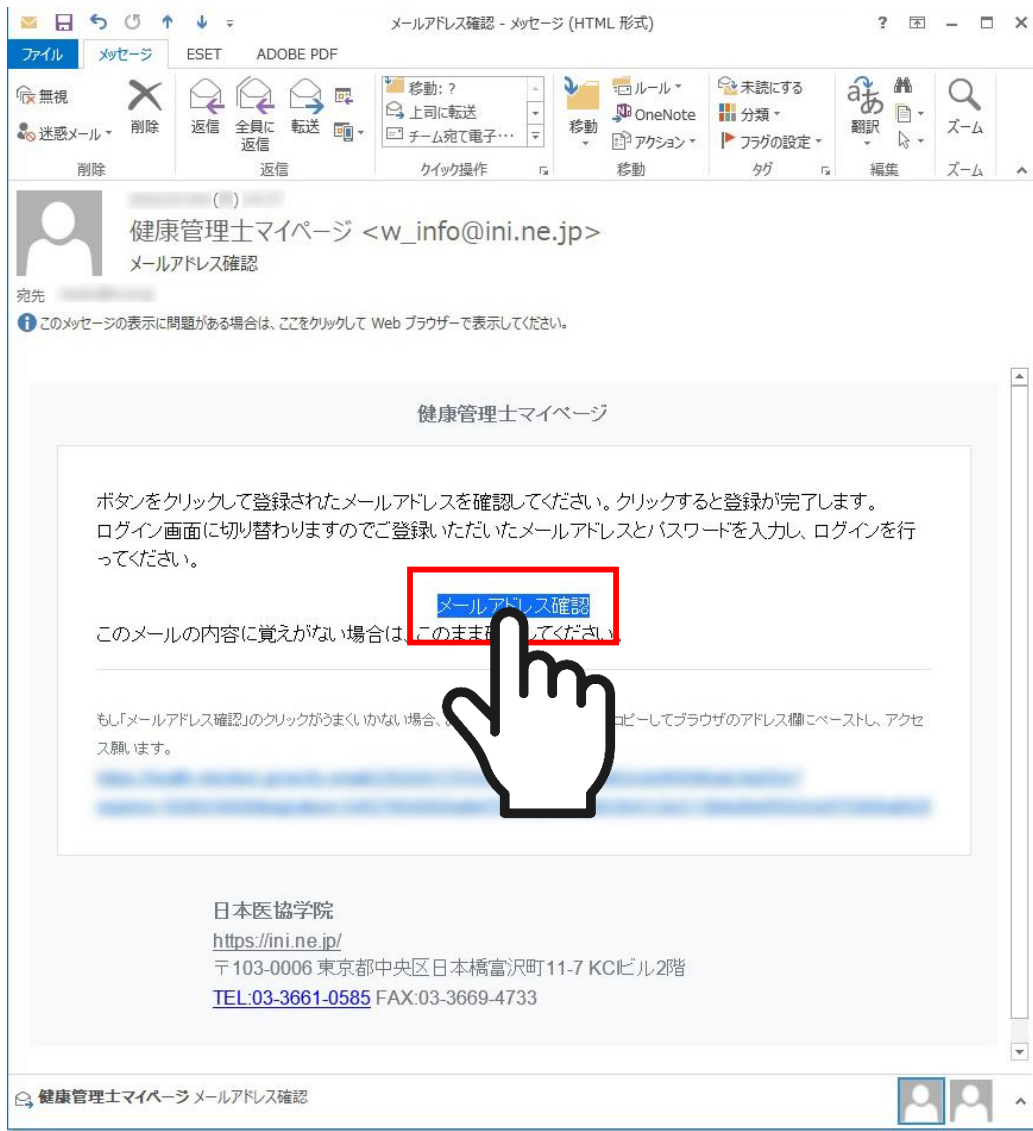 メールアドレス確認 - メッセージ (HTML 形式)
ファイル メッセージ ESET ADOBE PDF
無視
迷惑メール
削除
返信
全員に
返信
転送
移動: ?
上司に転送
チーム宛て電子…
移動
ルール
OneNote
アクション
未読にする
分類
フラグの設定
翻訳
ズーム
削除 返信 クイック操作 移動 タグ 編集 ズーム
健康管理士マイページ <w_info@ini.ne.jp>
メールアドレス確認
宛先
このメッセージの表示に問題がある場合は、ここをクリックして Web ブラウザーで表示してください。
健康管理士マイページ
ボタンをクリックして登録されたメールアドレスを確認してください。クリックすると登録が完了します。
ログイン画面に切り替わりますのでご登録いただいたメールアドレスとパスワードを入力し、ログインを行
ってください。
メールアドレス確認
このメールの内容に覚えがない場合は、このまま してください。
もし「メールアドレス確認」のクリックがうまくいかない場合、 コピーしてブラウザのアドレス欄にペーストし、アクセ
ス願います。
日本医協学院
https://ini.ne.jp/
〒103-0006 東京都中央区日本橋富沢町11-7 KCIビル2階
TEL:03-3661-0585 FAX:03-3669-4733
健康管理士マイページ メールアドレス確認